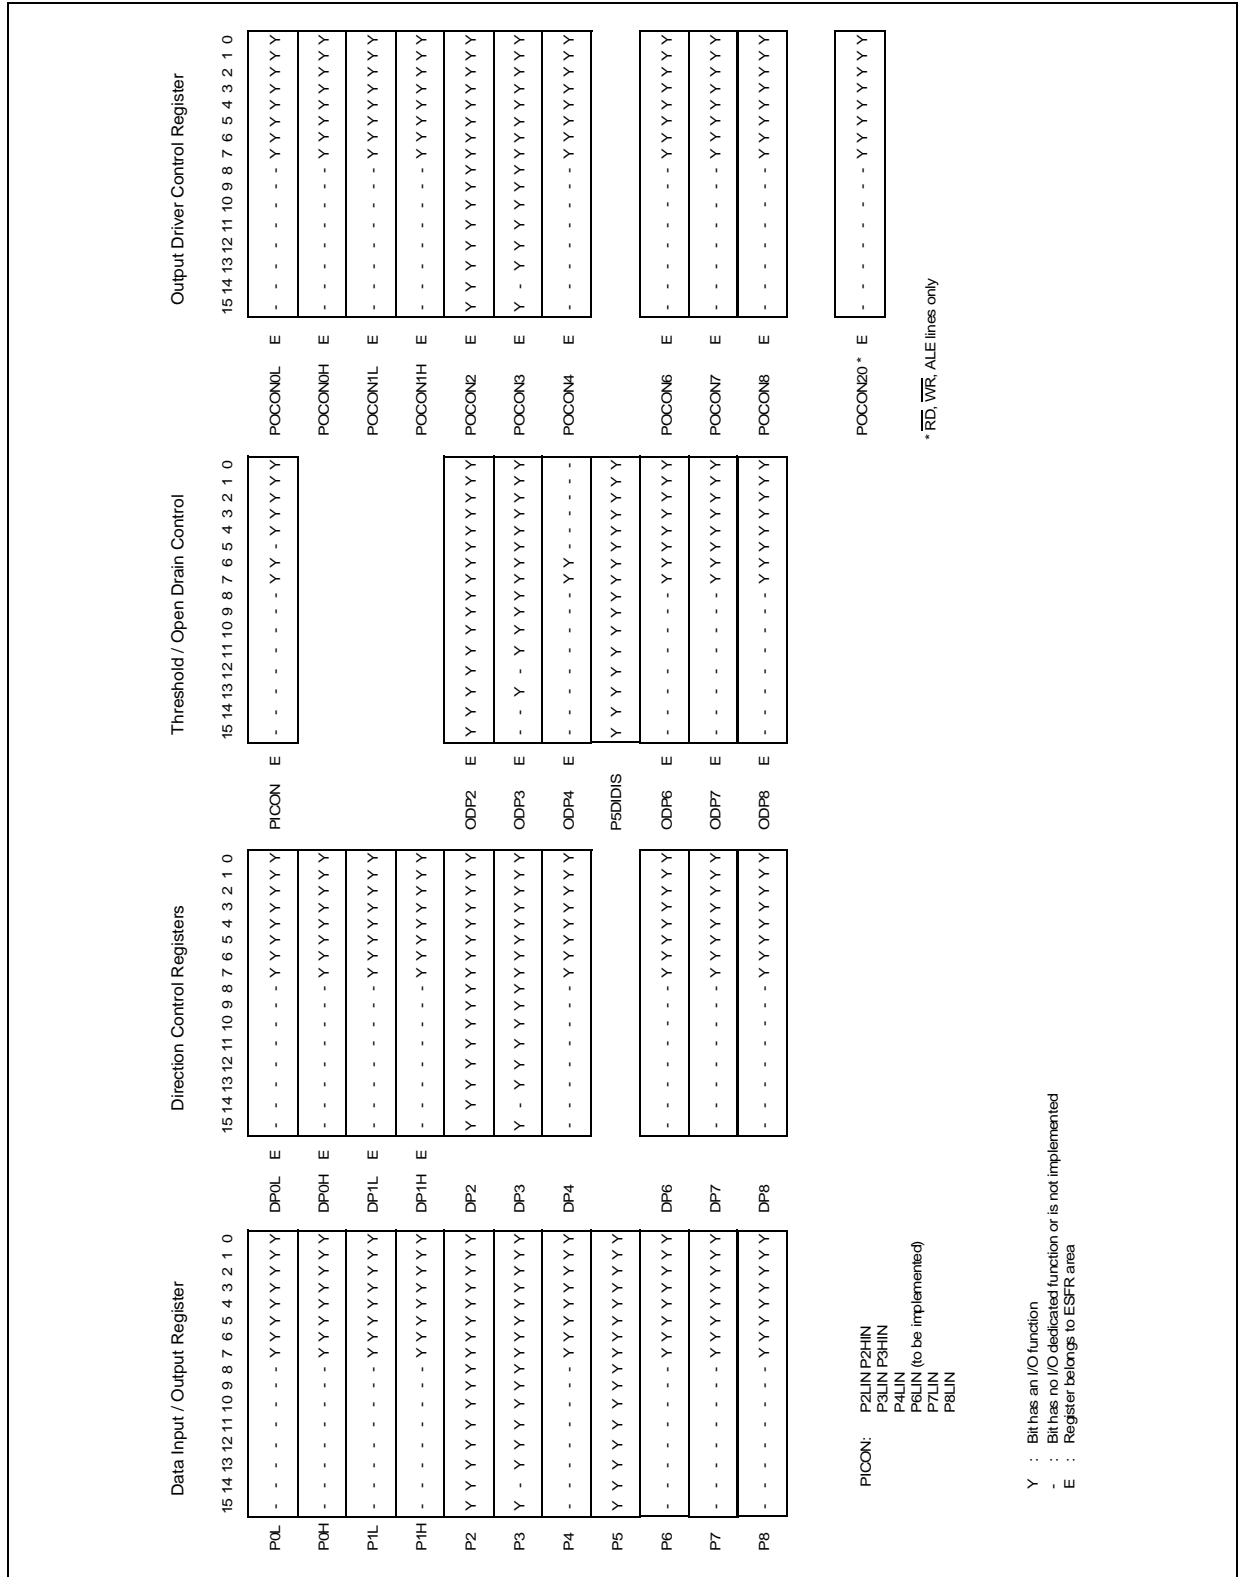 Data Input / Output Register Direction Control Registers Threshold / Open Drain Control Output Driver Control Register
15 14 13 12 11 10 9 8 7 6 5 4 3 2 1 0 15 14 13 12 11 10 9 8 7 6 5 4 3 2 1 0 15 14 13 12 11 10 9 8 7 6 5 4 3 2 1 0 15 14 13 12 11 10 9 8 7 6 5 4 3 2 1 0
P0L - - - - - - - - Y Y Y Y Y Y Y Y DP0L E - - - - - - - - Y Y Y Y Y Y Y Y PICON E - - - - - - - - Y Y - Y Y Y Y Y POCON0L E - - - - - - - - Y Y Y Y Y Y Y Y
P0H - - - - - - - - Y Y Y Y Y Y Y Y DP0H E - - - - - - - - Y Y Y Y Y Y Y Y POCON0H E - - - - - - - - Y Y Y Y Y Y Y Y
P1L - - - - - - - - Y Y Y Y Y Y Y Y DP1L E - - - - - - - - Y Y Y Y Y Y Y Y POCON1L E - - - - - - - - Y Y Y Y Y Y Y Y
P1H - - - - - - - - Y Y Y Y Y Y Y Y DP1H E - - - - - - - - Y Y Y Y Y Y Y Y POCON1H E - - - - - - - - Y Y Y Y Y Y Y Y
P2 Y Y Y Y Y Y Y Y Y Y Y Y Y Y Y Y DP2 Y Y Y Y Y Y Y Y Y Y Y Y Y Y Y Y ODP2 E Y Y Y Y Y Y Y Y Y Y Y Y Y Y Y Y POCON2 E Y Y Y Y Y Y Y Y Y Y Y Y Y Y Y Y
P3 Y - Y Y Y Y Y Y Y Y Y Y Y Y Y Y DP3 Y - Y Y Y Y Y Y Y Y Y Y Y Y Y Y ODP3 E - - Y - Y Y Y Y Y Y Y Y Y Y Y Y POCON3 E Y - Y Y Y Y Y Y Y Y Y Y Y Y Y Y
P4 - - - - - - - - Y Y Y Y Y Y Y Y DP4 - - - - - - - - Y Y Y Y Y Y Y Y ODP4 E - - - - - - - - Y Y - - - - - - POCON4 E - - - - - - - - Y Y Y Y Y Y Y Y
P5 Y Y Y Y Y Y Y Y Y Y Y Y Y Y Y Y P5DIDIS Y Y Y Y Y Y Y Y Y Y Y Y Y Y Y Y
P6 - - - - - - - - Y Y Y Y Y Y Y Y DP6 - - - - - - - - Y Y Y Y Y Y Y Y ODP6 E - - - - - - - - Y Y Y Y Y Y Y Y POCON6 E - - - - - - - - Y Y Y Y Y Y Y Y
P7 - - - - - - - - Y Y Y Y Y Y Y Y DP7 - - - - - - - - Y Y Y Y Y Y Y Y ODP7 E - - - - - - - - Y Y Y Y Y Y Y Y POCON7 E - - - - - - - - Y Y Y Y Y Y Y Y
P8 - - - - - - - - Y Y Y Y Y Y Y Y DP8 - - - - - - - - Y Y Y Y Y Y Y Y ODP8 E - - - - - - - - Y Y Y Y Y Y Y Y POCON8 E - - - - - - - - Y Y Y Y Y Y Y Y
PICON: P2LIN P2HIN POCON20 * E - - - - - - - - Y Y Y Y Y Y Y Y
P3LIN P3HIN
P4LIN
P6LIN (to be implemented)
P7LIN
P8LIN
* RD, WR, ALE lines only
Y : Bit has an I/O function
- : Bit has no I/O dedicated function or is not implemented
E : Register belongs to ESFR area